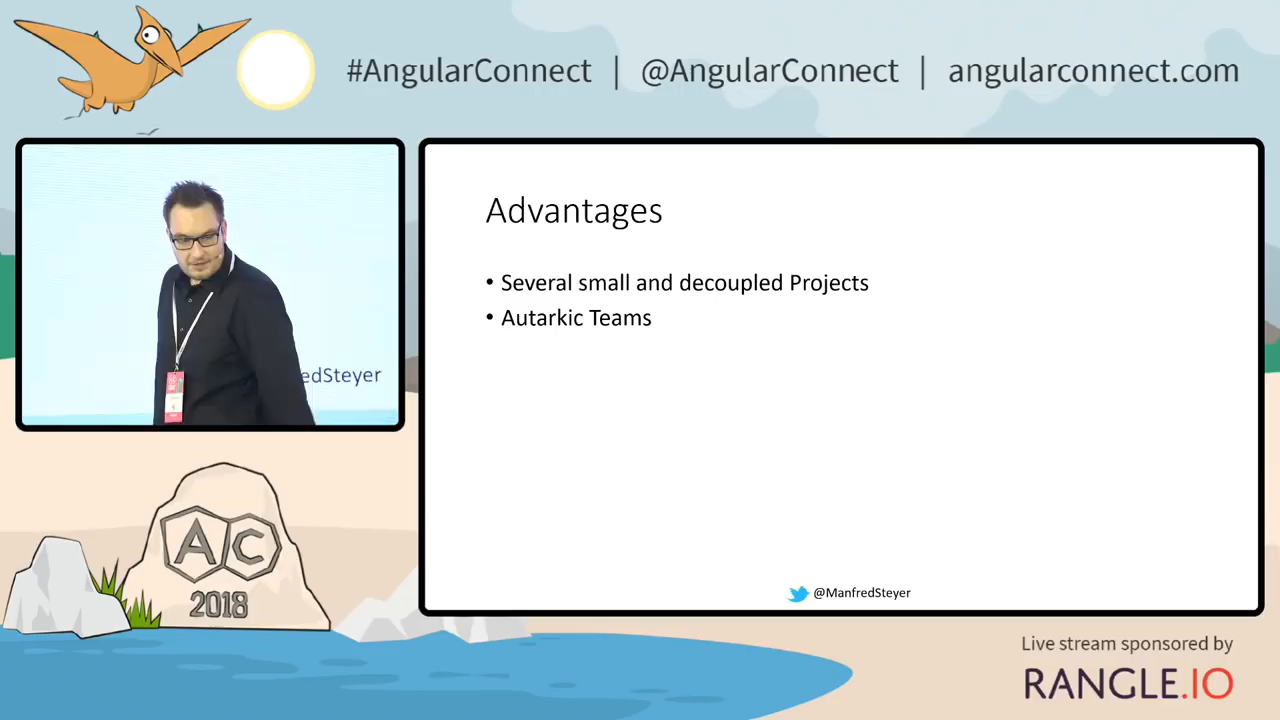 #AngularConnect | @AngularConnect | angularconnect.com
edSteyer
Advantages
• Several small and decoupled Projects
• Autarkic Teams
@ManfredSteyer
AC
2018
Live stream sponsored by
RANGLE.IO